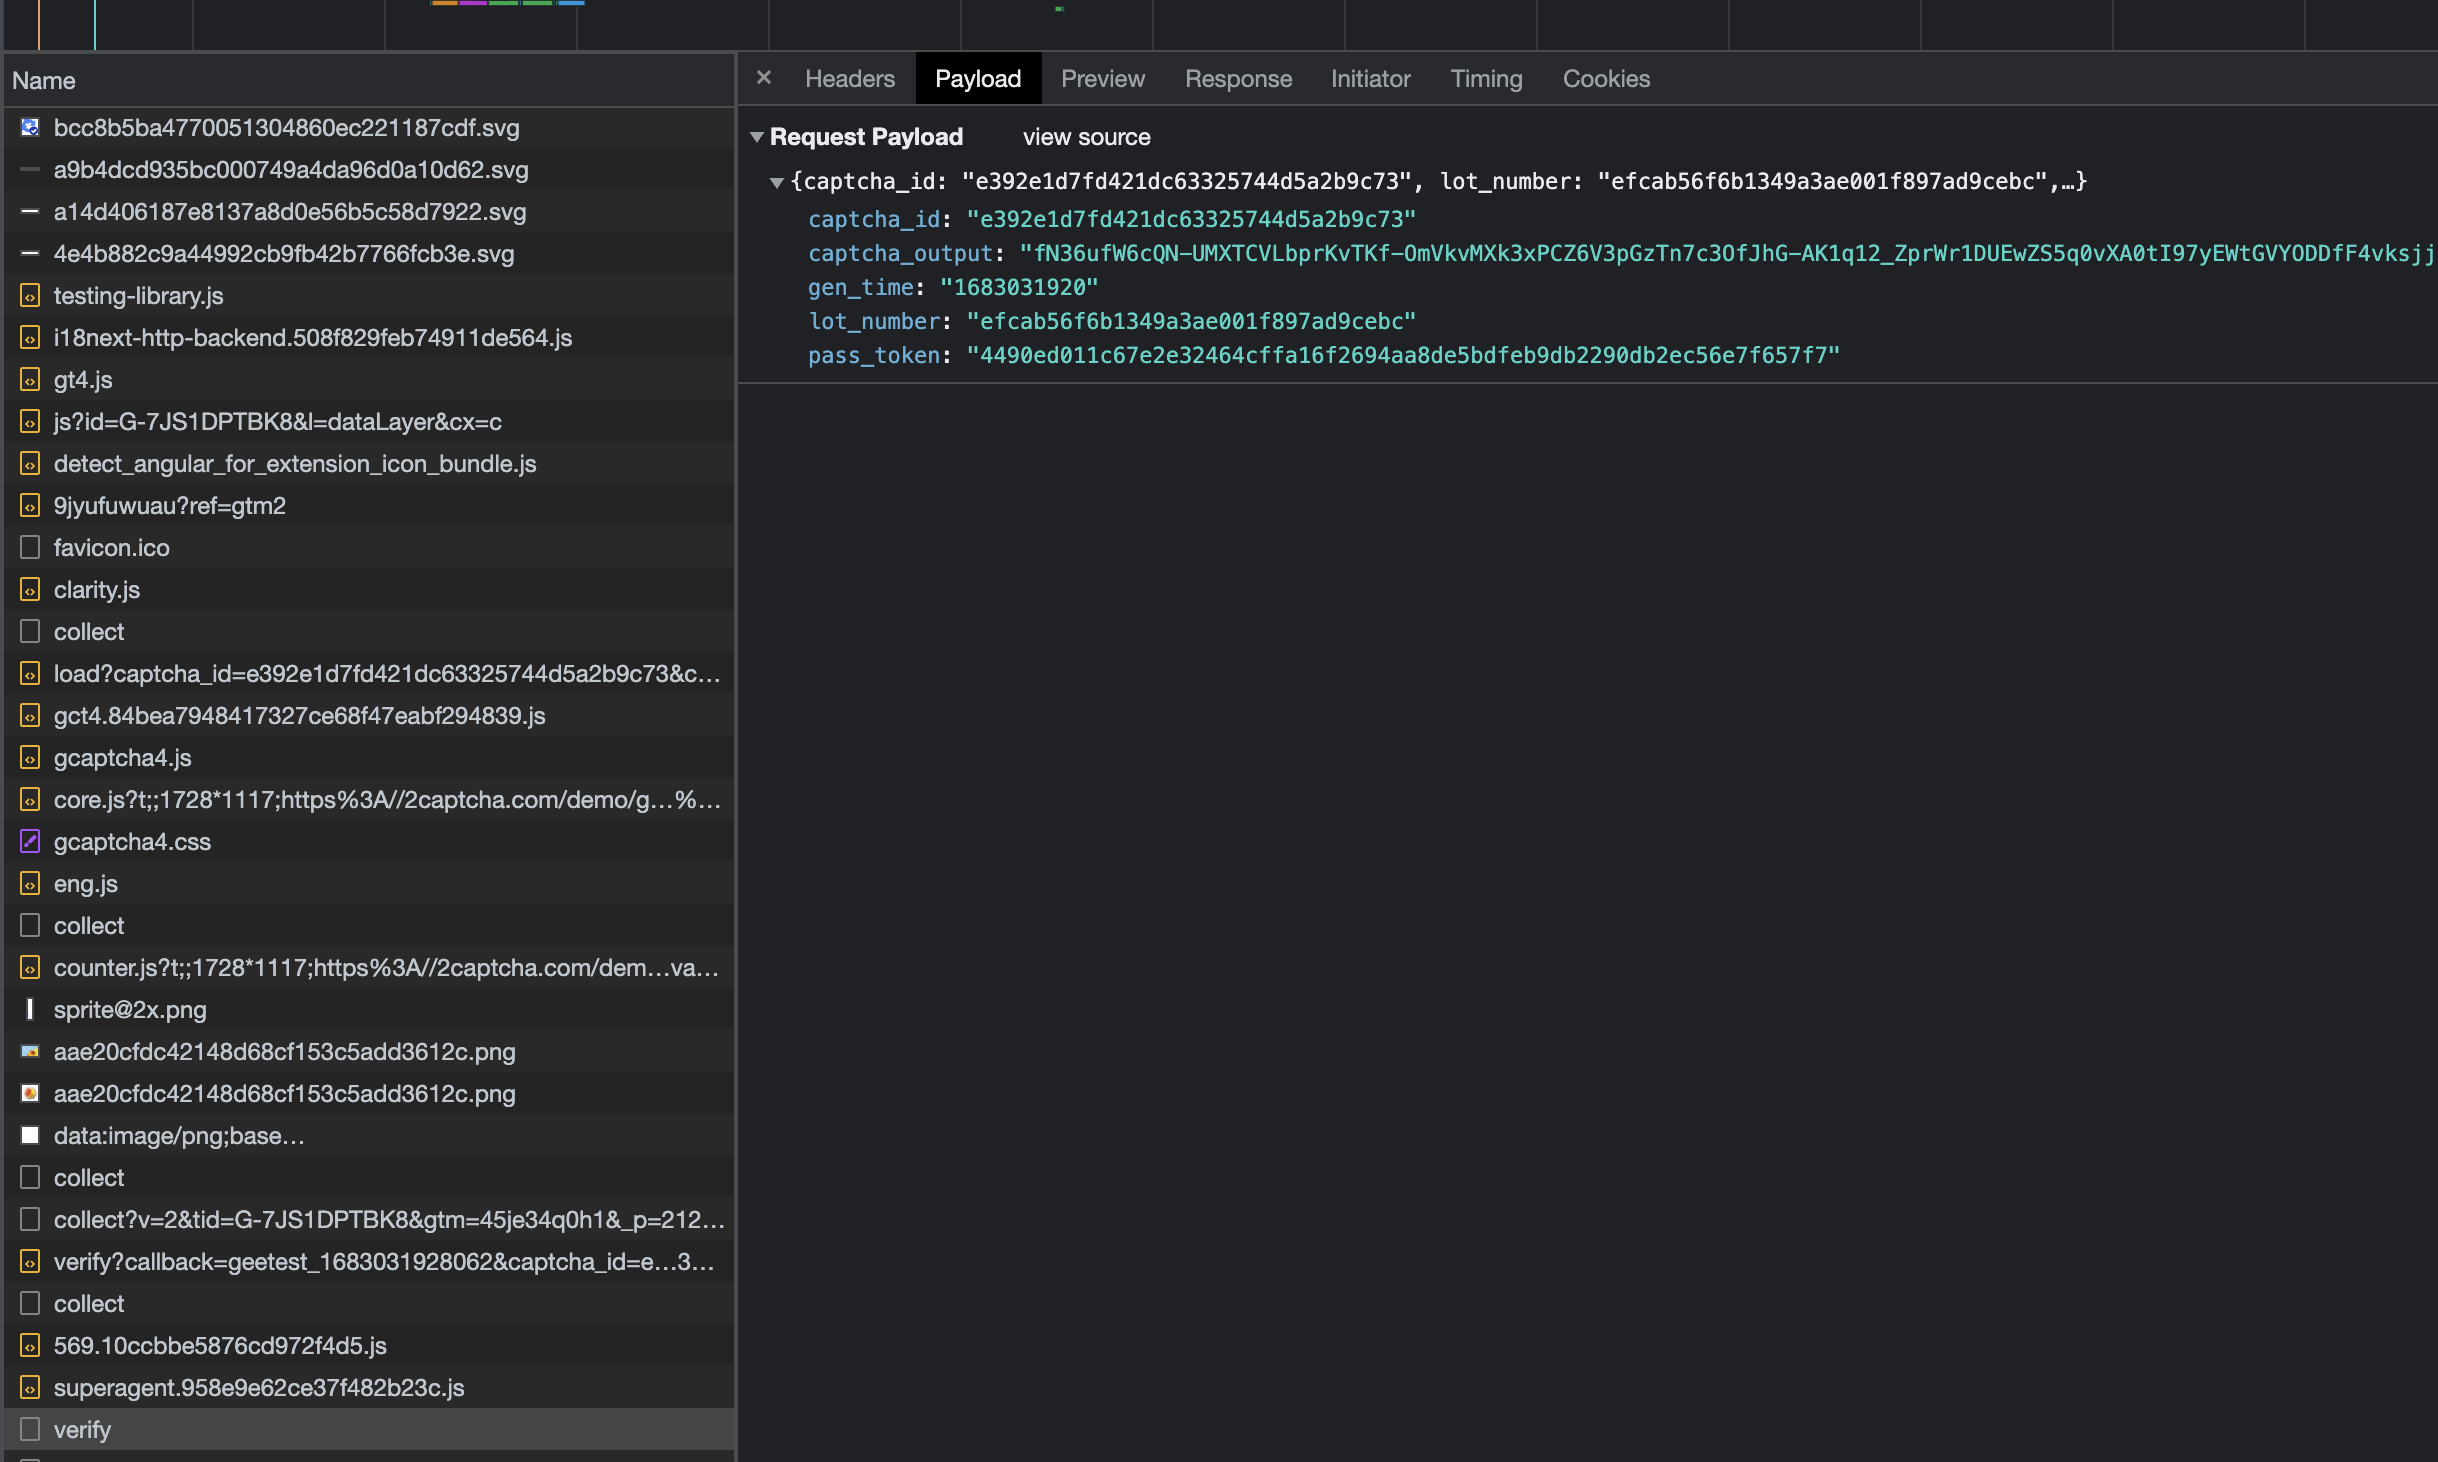 Name
bcc8b5ba4770051304860ec221187cdf.svg
a9b4dcd935bc000749a4da96d0a10d62.svg
a14d406187e8137a8d0e56b5c58d7922.svg
4e4b882c9a44992cb9fb42b7766fcb3e.svg
testing-library.js
i18next-http-backend.508f829feb74911de564.js
gt4.js
js?id=G-7JS1DPTBK8&l=dataLayer&cx=c
detect_angular_for_extension_icon_bundle.js
9jyufuwuau?ref=gtm2
favicon.ico
clarity.js
collect
load?captcha_id=e392e1d7fd421dc63325744d5a2b9c73&c…
gct4.84bea7948417327ce68f47eabf294839.js
gcaptcha4.js
core.js?t;;1728*1117;https%3A//2captcha.com/demo/g…%…
gcaptcha4.css
eng.js
collect
counter.js?t;;1728*1117;https%3A//2captcha.com/dem…va…
sprite@2x.png
aae20cfdc42148d68cf153c5add3612c.png
aae20cfdc42148d68cf153c5add3612c.png
data:image/png;base…
collect
collect?v=2&tid=G-7JS1DPTBK8&gtm=45je34q0h1&_p=212…
verify?callback=geetest_1683031928062&captcha_id=e…3…
collect
569.10ccbbe5876cd972f4d5.js
superagent.958e9e62ce37f482b23c.js
verify
× Headers Payload Preview Response Initiator Timing Cookies
Request Payload view source
{captcha_id: "e392e1d7fd421dc63325744d5a2b9c73", lot_number: "efcab56f6b1349a3ae001f897ad9cebc",…}
captcha_id: "e392e1d7fd421dc63325744d5a2b9c73"
captcha_output: "fN36ufW6cQN-UMXTCVLbprKvTKf-OmVkvMXk3xPCZ6V3pGzTn7c3OfJhG-AK1q12_ZprWr1DUEwZS5q0vXA0tI97yEWtGVYODDfF4vksjj
gen_time: "1683031920"
lot_number: "efcab56f6b1349a3ae001f897ad9cebc"
pass_token: "4490ed011c67e2e32464cffa16f2694aa8de5bdfeb9db2290db2ec56e7f657f7"